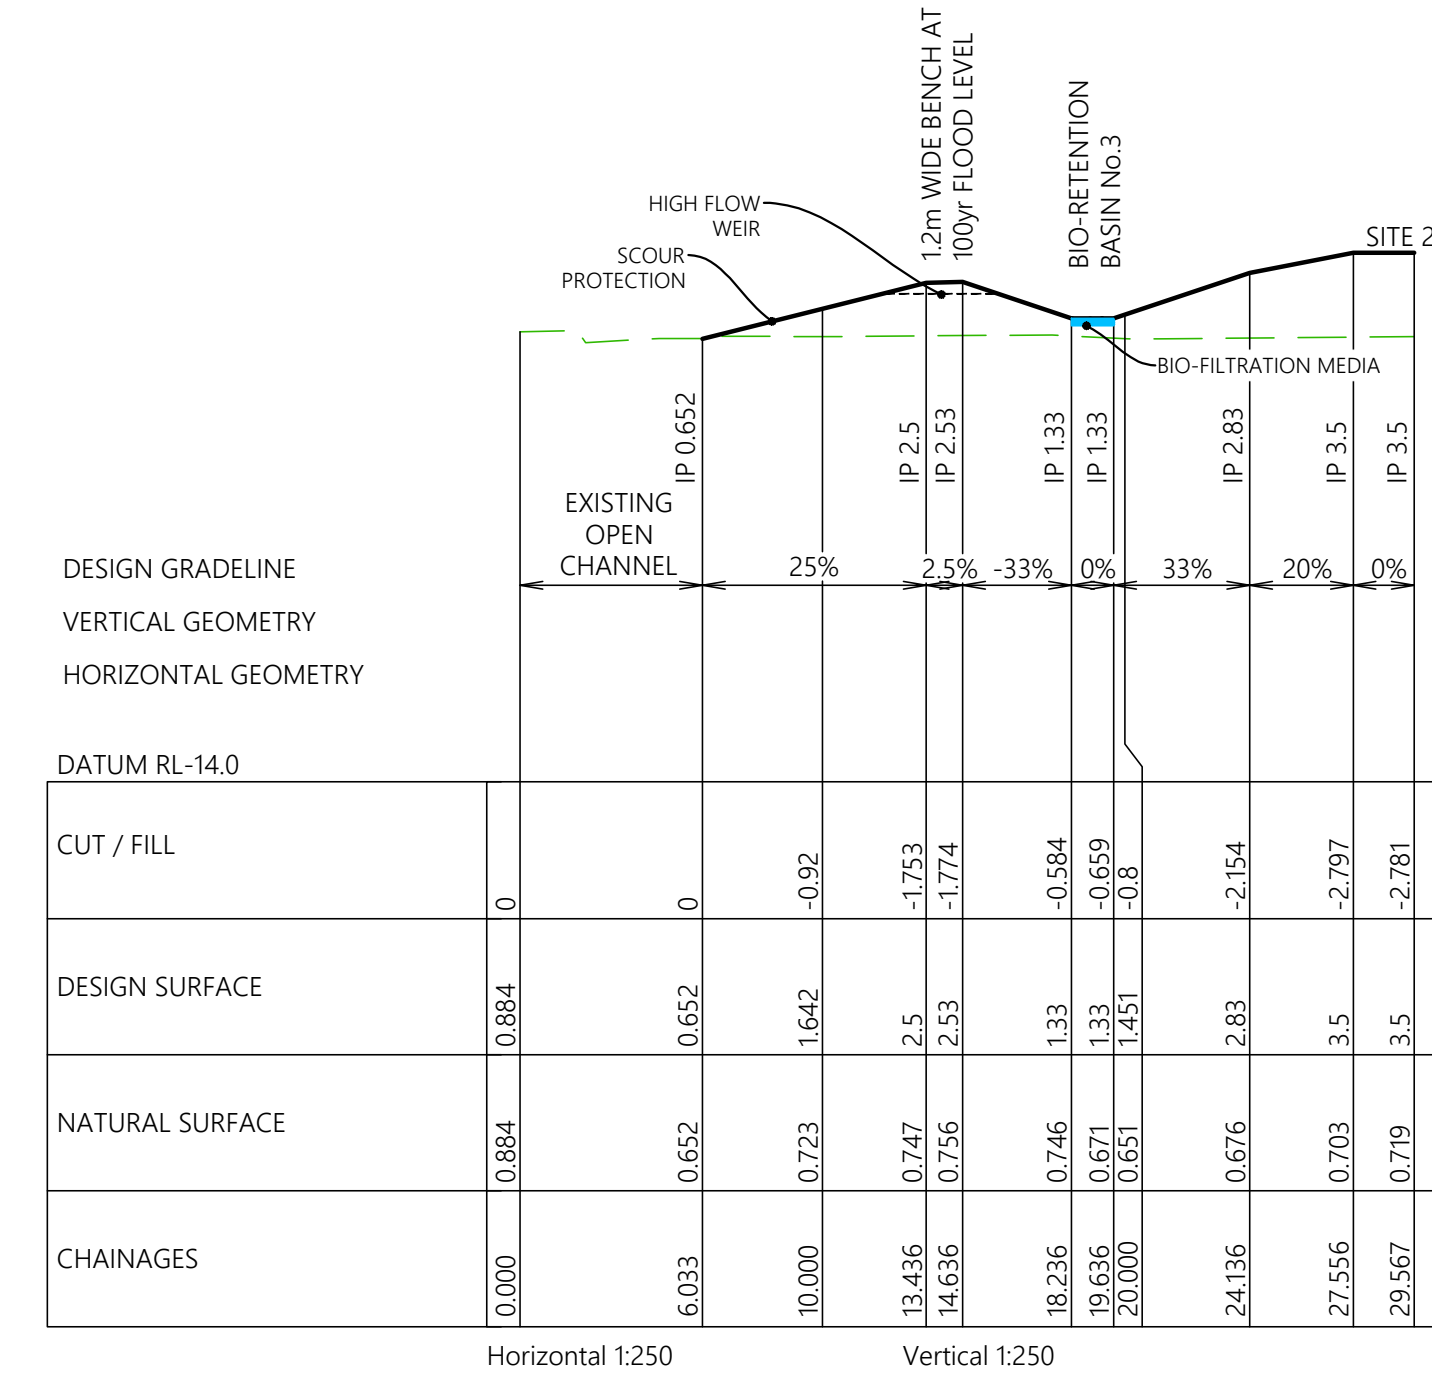 1.2m WIDE BENCH AT
100yr FLOOD LEVEL
BIO-RETENTION
BASIN No.3
HIGH FLOW
WEIR
SCOUR
PROTECTION
SITE 2
BIO-FILTRATION MEDIA
IP 0.652
IP 2.5
IP 2.53
IP 1.33
IP 1.33
IP 2.83
IP 3.5
IP 3.5
EXISTING
OPEN
CHANNEL
DESIGN GRADELINE 25% 2.5% -33% 0% 33% 20% 0%
VERTICAL GEOMETRY
HORIZONTAL GEOMETRY
DATUM RL-14.0
CUT / FILL 0 0 -0.92 -1.753 -1.774 -0.584 -0.659 -0.8 -2.154 -2.797 -2.781
DESIGN SURFACE 0.884 0.652 1.642 2.5 2.53 1.33 1.33 1.451 2.83 3.5 3.5
NATURAL SURFACE 0.884 0.652 0.723 0.747 0.756 0.746 0.671 0.651 0.676 0.703 0.719
CHAINAGES 0.000 6.033 10.000 13.436 14.636 18.236 19.636 20.000 24.136 27.556 29.567
Horizontal 1:250 Vertical 1:250